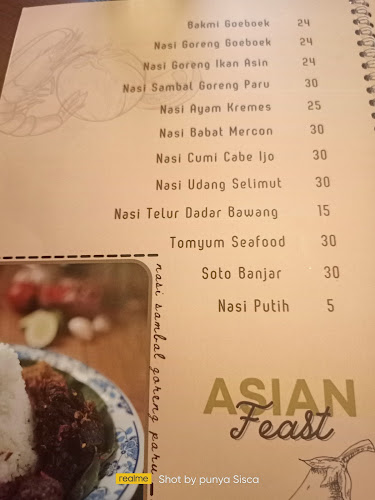 Bakmi Goeboek 24
Nasi Goreng Goeboek 24
Nasi Goreng Ikan Asin 24
Nasi Sambal Goreng Paru 30
Nasi Ayam Kremes 25
Nasi Babat Mercon 30
Nasi Cumi Cabe Ijo 30
Nasi Udang Selimut 30
Nasi Telur Dadar Bawang 15
Tomyum Seafood 30
Soto Banjar 30
Nasi Putih 5
nasi sambal goreng paru
ASIAN
Feast
realme Shot by punya Sisca